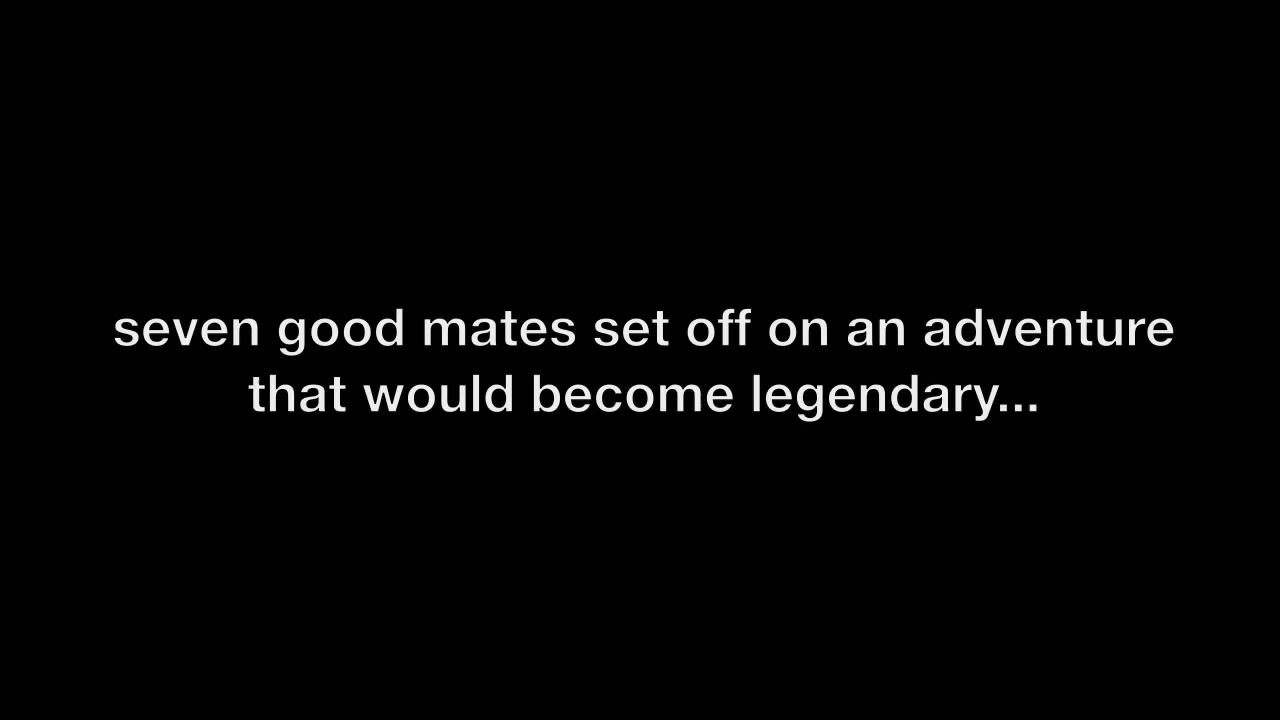 seven good mates set off on an adventure
that would become legendary...